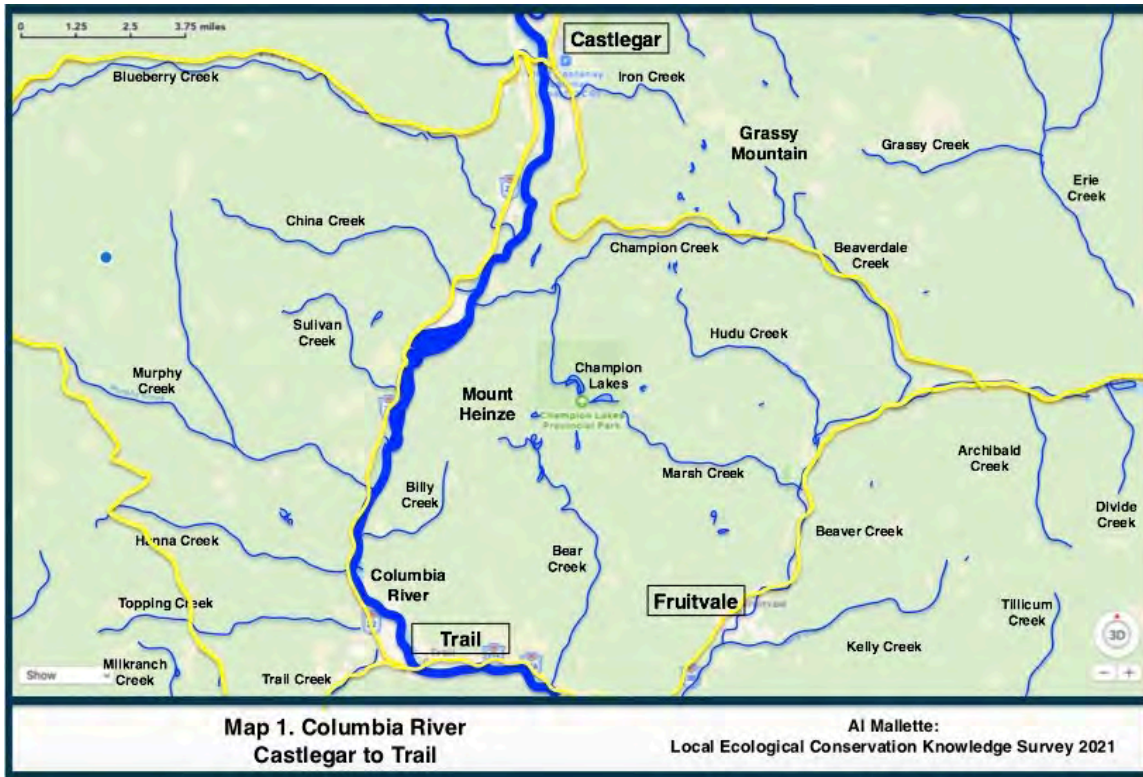 0 1.25 2.5 3.75 miles
Castlegar
Blueberry Creek
Iron Creek
Grassy
Mountain
Grassy Creek
Erie
Creek
China Creek
Champion Creek
Beaverdale
Creek
Sulivan
Creek
Hudu Creek
Murphy
Creek
Champion
Lakes
Mount
Heinze
Champion Lakes
Provincial Park
Marsh Creek
Archibald
Creek
Billy
Creek
Divide
Creek
Beaver Creek
Hanna Creek
Bear
Creek
Columbia
River
Fruitvale
Topping Creek
Tillicum
Creek
Trail
Kelly Creek
3D
Milkranch
Creek
Show
Trail Creek
Map 1. Columbia River
Castlegar to Trail
Al Mallette:
Local Ecological Conservation Knowledge Survey 2021